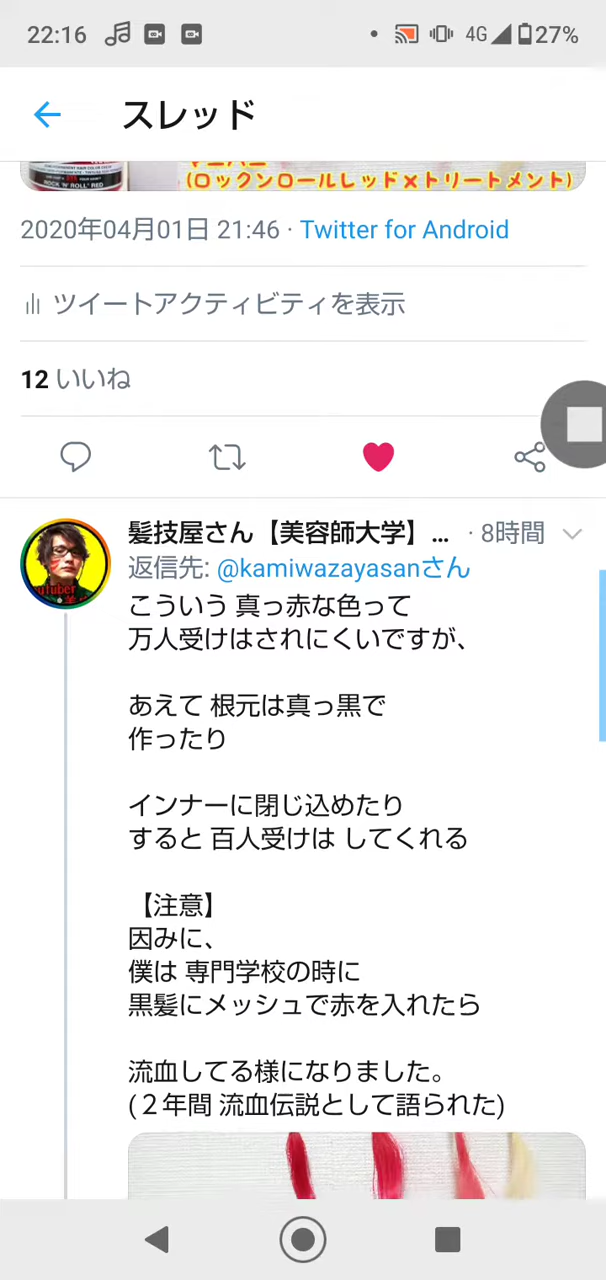 22:16
4G
27%
スレッド
ROCK 'N' ROLL" RED
(ロックンロールレッド×トリートメント)
2020年04月01日 21:46 · Twitter for Android
ツイートアクティビティを表示
12 いいね
髪技屋さん【美容師大学】... · 8時間
返信先: @kamiwazayasanさん
こういう 真っ赤な色って
万人受けはされにくいですが、
あえて 根元は真っ黒で
作ったり
インナーに閉じ込めたり
すると 百人受けは してくれる
【注意】
因みに、
僕は 専門学校の時に
黒髪にメッシュで赤を入れたら
流血してる様になりました。
(２年間 流血伝説として語られた)